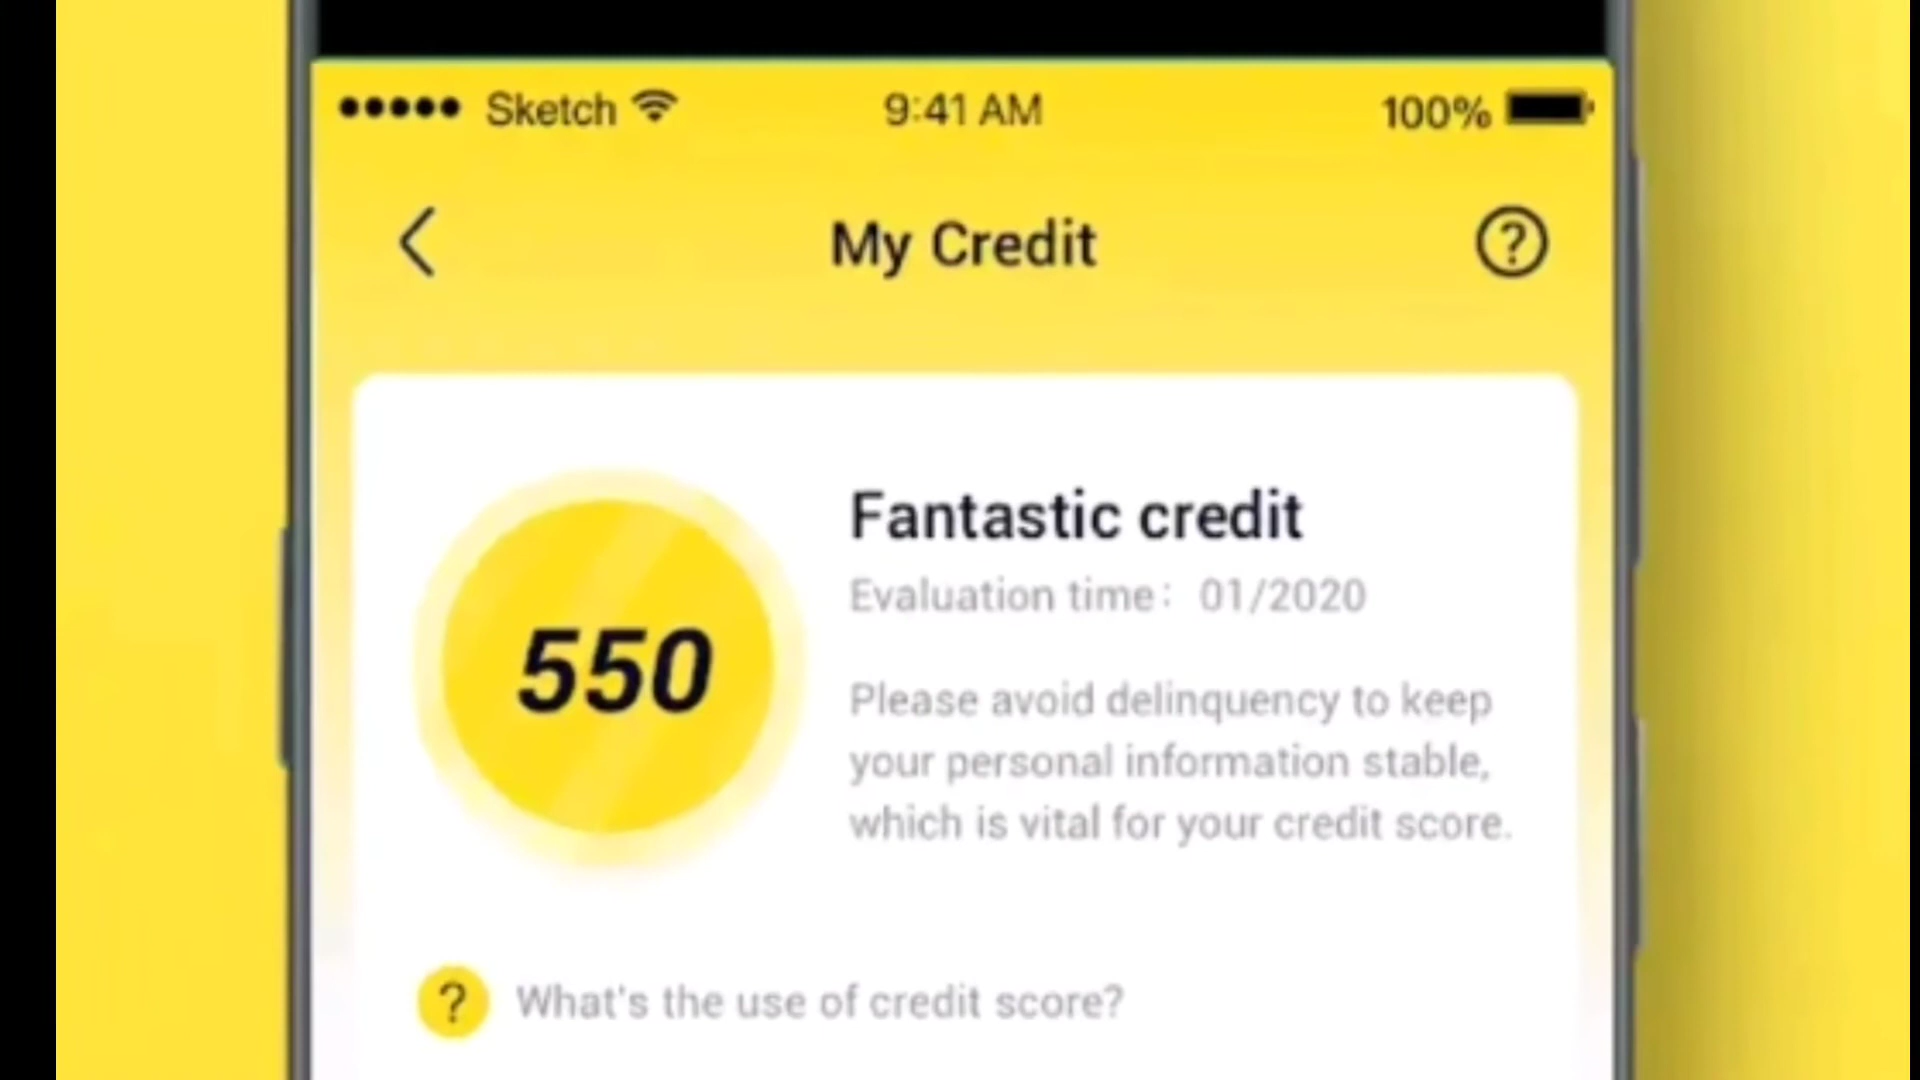 Sketch 9:41 AM 100%
My Credit
?
Fantastic credit
Evaluation time: 01/2020
550
Please avoid delinquency to keep
your personal information stable,
which is vital for your credit score.
? What's the use of credit score?